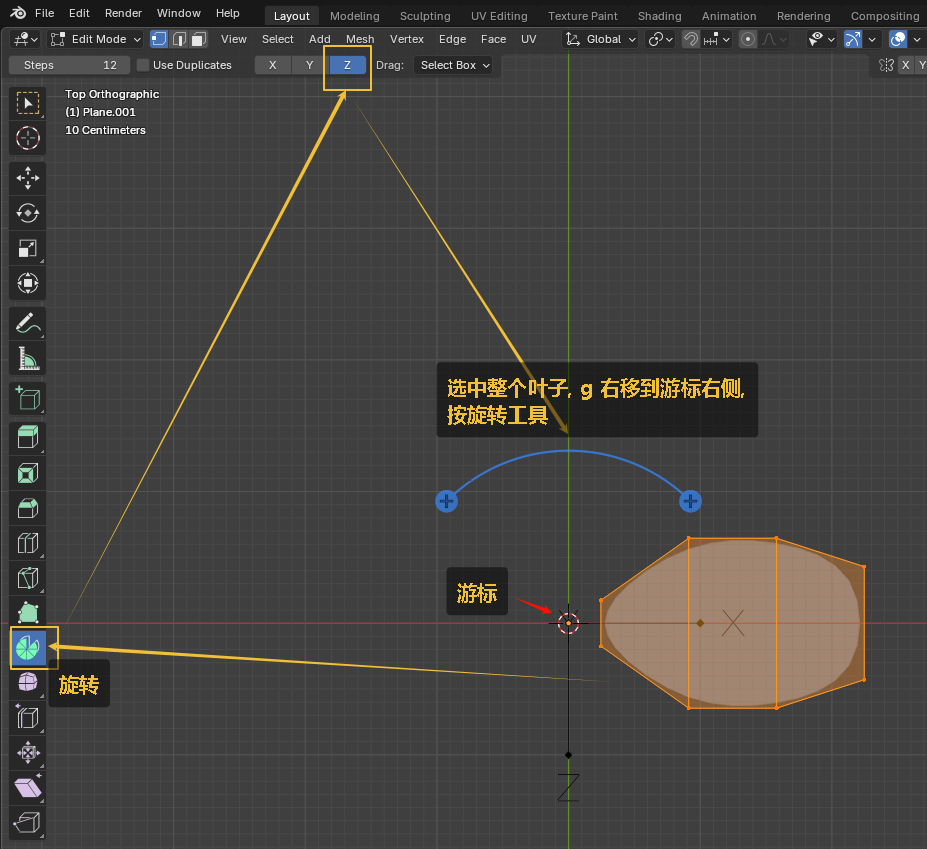 File Edit Render Window Help Layout Modeling Sculpting UV Editing Texture Paint Shading Animation Rendering Compositing
Edit Mode View Select Add Mesh Vertex Edge Face UV Global
Steps 12 Use Duplicates X Y Z Drag: Select Box X Y
Top Orthographic
(1) Plane.001
10 Centimeters
选中整个叶子, g 右移到游标右侧,
按旋转工具
游标
旋转
Z